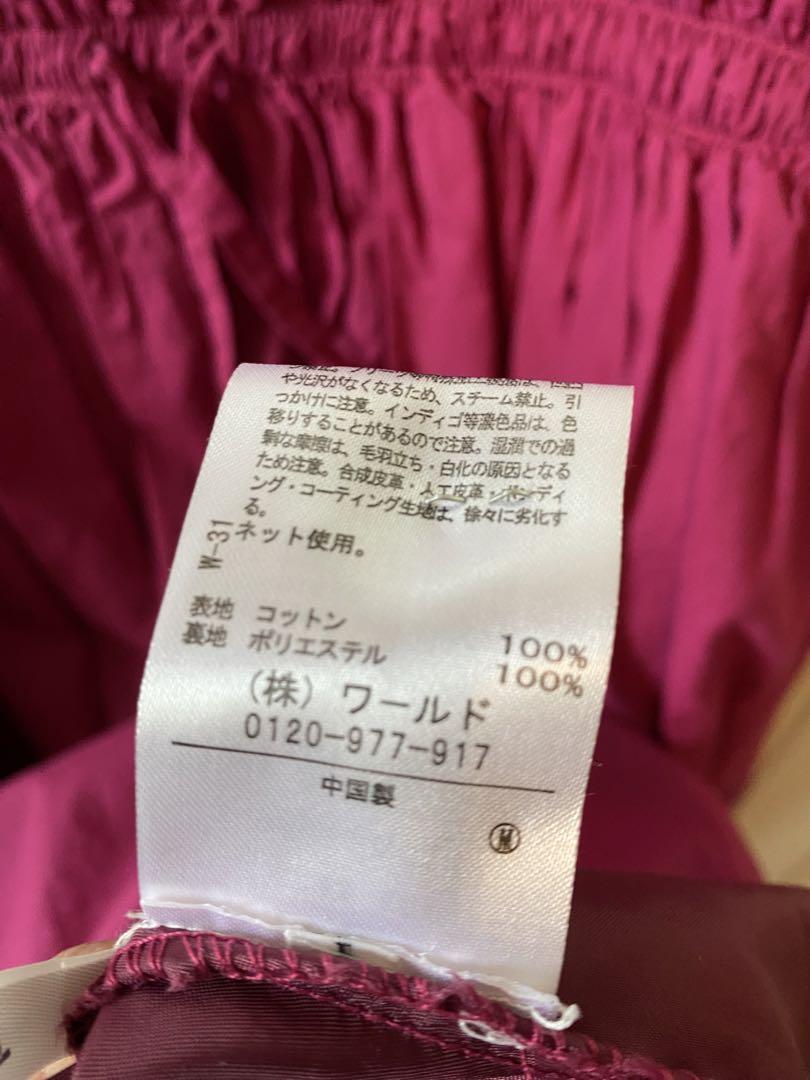 や光沢がなくなるため、スチーム禁止。引
っかけに注意。インディゴ等濃色品は、色
移りすることがあるので注意。湿潤での過
剰な摩擦は、毛羽立ち・白化の原因となる
ため注意。合成皮革・人工皮革・ボンディ
ング・コーティング生地は、徐々に劣化す
る。
W-31
ネット使用。
表地 コットン 100%
裏地 ポリエステル 100%
(株) ワールド
0120-977-917
中国製
M